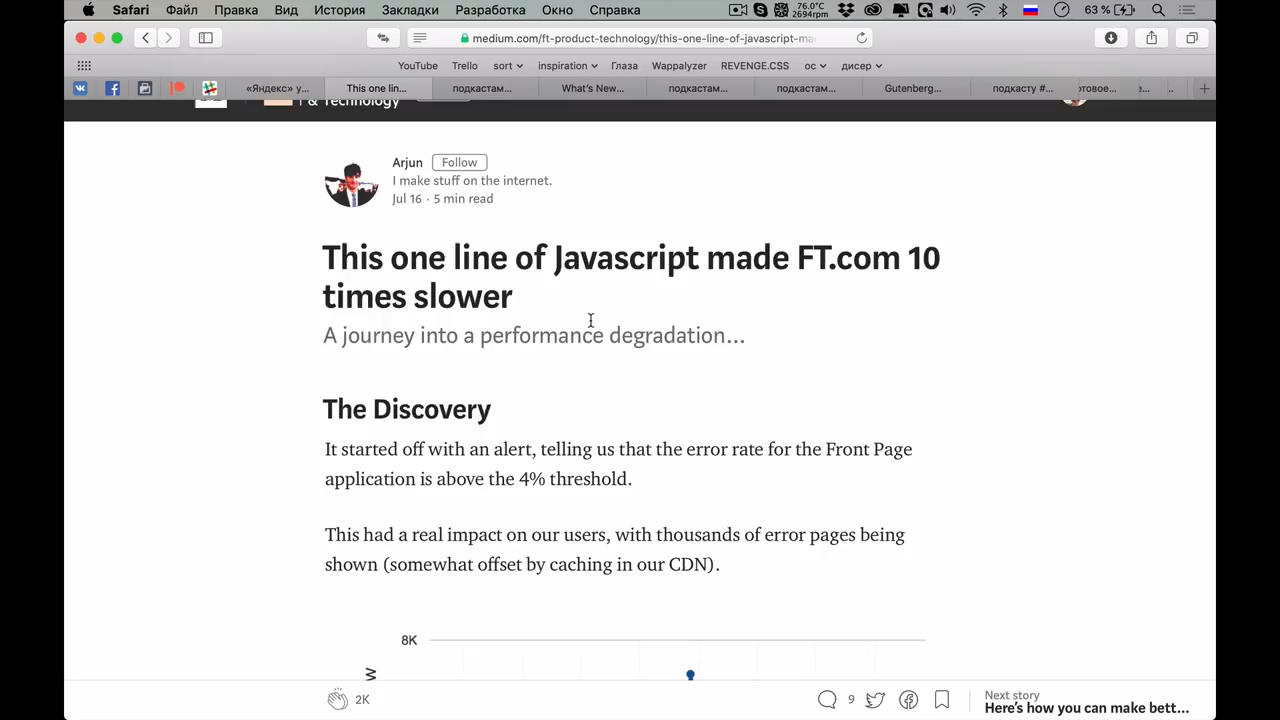 Safari Файл Правка Вид История Закладки Разработка Окно Справка 76.0°C 2694rpm 63 %
medium.com/ft-product-technology/this-one-line-of-javascript-ma
YouTube Trello sort inspiration Глаза Wappalyzer REVENGE.CSS ос дисер
«Яндекс» у... This one lin... подкастам... What's New... подкастам... подкастам... Gutenberg... подкасту #... отовое...
& Technology
Arjun Follow
I make stuff on the internet.
Jul 16 · 5 min read
This one line of Javascript made FT.com 10
times slower
A journey into a performance degradation...
The Discovery
It started off with an alert, telling us that the error rate for the Front Page
application is above the 4% threshold.
This had a real impact on our users, with thousands of error pages being
shown (somewhat offset by caching in our CDN).
8K
2K 9 Next story
Here's how you can make bett...